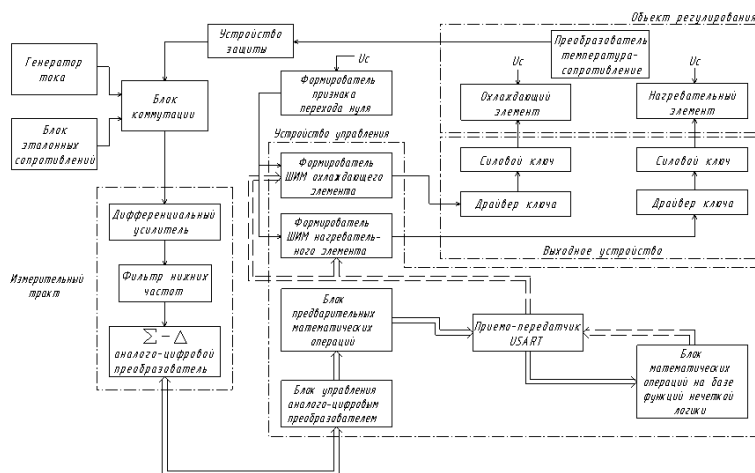 Объект регулирования
Генератор
тока
Устройство
защиты
Преобразователь
температура-
сопротивление
Uc
Формирователь
признака
перехода нуля
Uc
Охлаждающий
элемент
Uc
Нагревательный
элемент
Блок
коммутации
Блок
эталонных
сопротивлений
Устройство управления
Формирователь
ШИМ охлаждающего
элемента
Силовой ключ
Силовой ключ
Драйвер ключа
Драйвер ключа
Выходное устройство
Формирователь
ШИМ нагреватель-
ного элемента
Дифференциальный
усилитель
Измерительный
тракт
Фильтр нижних
частот
Σ-Δ
аналого-цифровой
преобразователь
Блок
предварительных
математических
операций
Приемо-передатчик
USART
Блок
математических
операций на базе
функций нечеткой
логики
Блок управления
аналого-цифровым
преобразователем